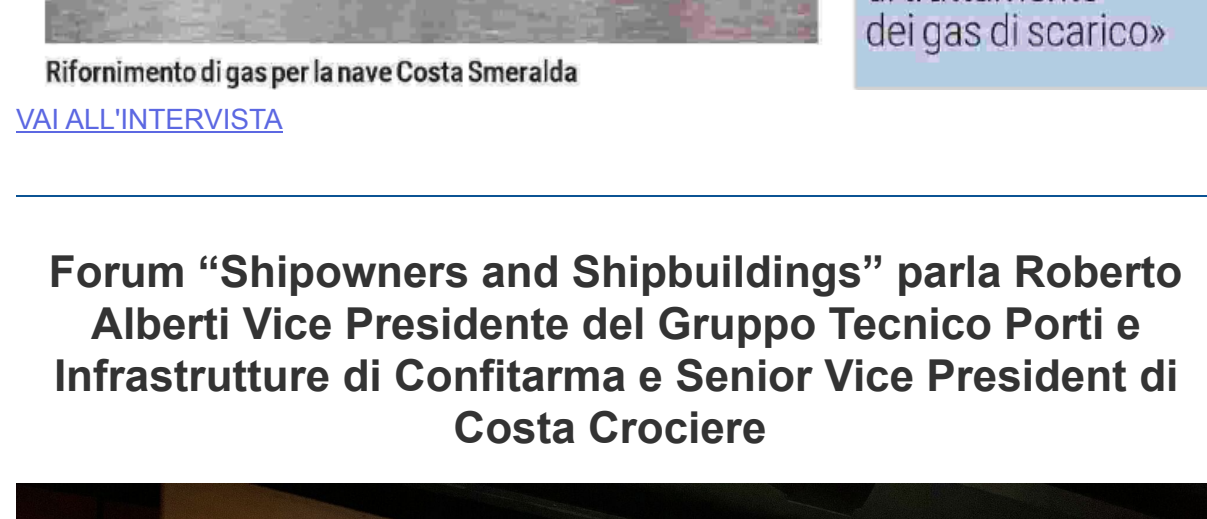 dei gas di scarico»
Rifornimento di gas per la nave Costa Smeralda
VAI ALL'INTERVISTA
Forum “Shipowners and Shipbuildings” parla Roberto
Alberti Vice Presidente del Gruppo Tecnico Porti e
Infrastrutture di Confitarma e Senior Vice President di
Costa Crociere